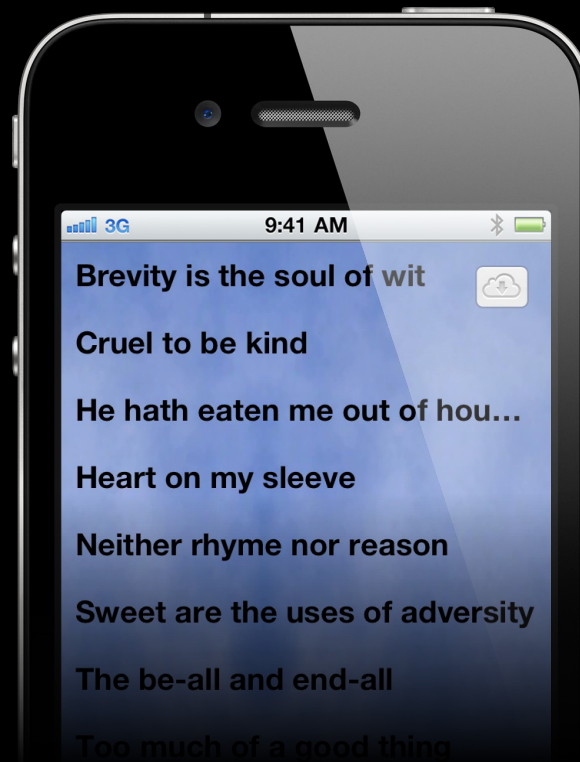 3G 9:41 AM
Brevity is the soul of wit
Cruel to be kind
He hath eaten me out of hou…
Heart on my sleeve
Neither rhyme nor reason
Sweet are the uses of adversity
The be-all and end-all
Too much of a good thing